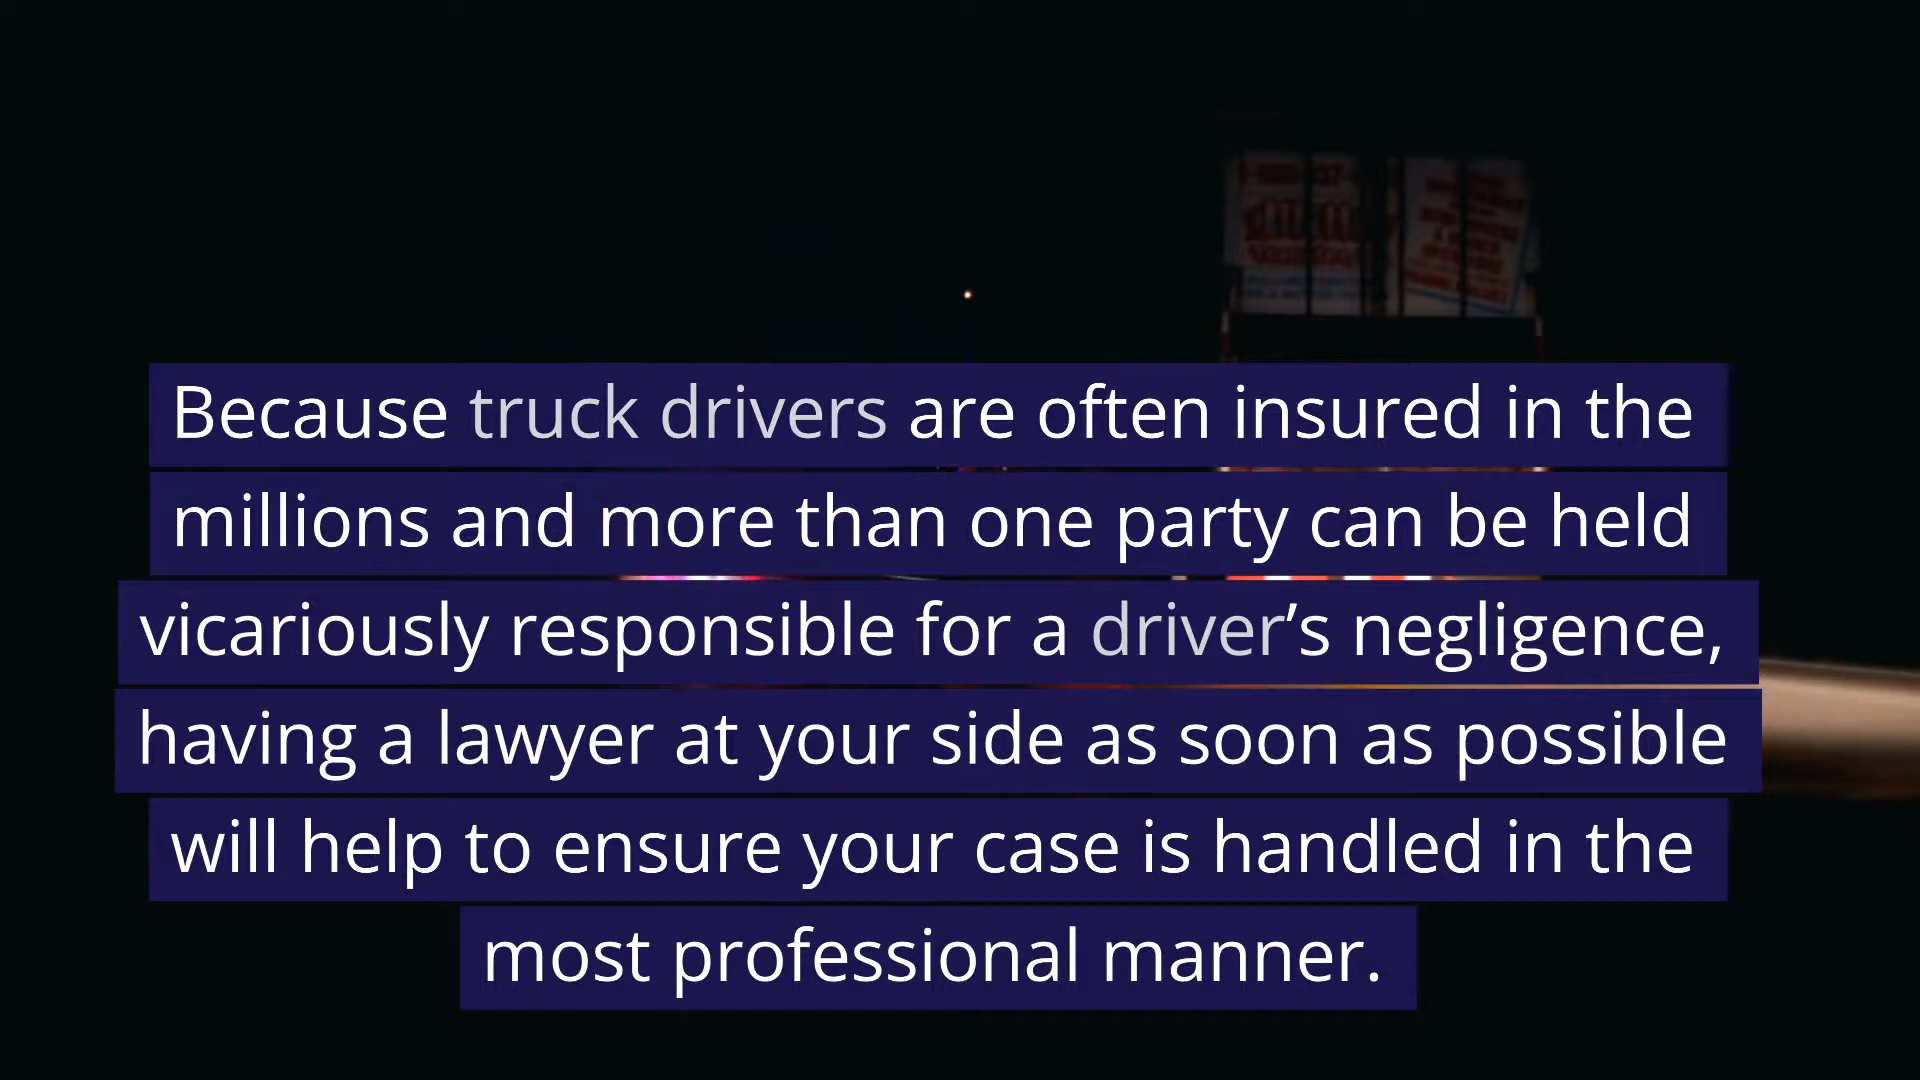 Because truck drivers are often insured in the
millions and more than one party can be held
vicariously responsible for a driver’s negligence,
having a lawyer at your side as soon as possible
will help to ensure your case is handled in the
most professional manner.